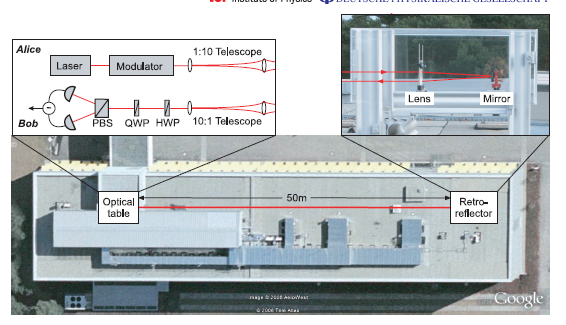 Institute of Physics DEUTSCHE PHYSIKALISCHE GESELLSCHAFT
Alice
1:10 Telescope
Laser
Modulator
Bob
PBS
QWP
HWP
10:1 Telescope
Lens
Mirror
50m
Optical
table
Retro-
reflector
Image © 2008 AeroWest
© 2008 Tele Atlas
Google